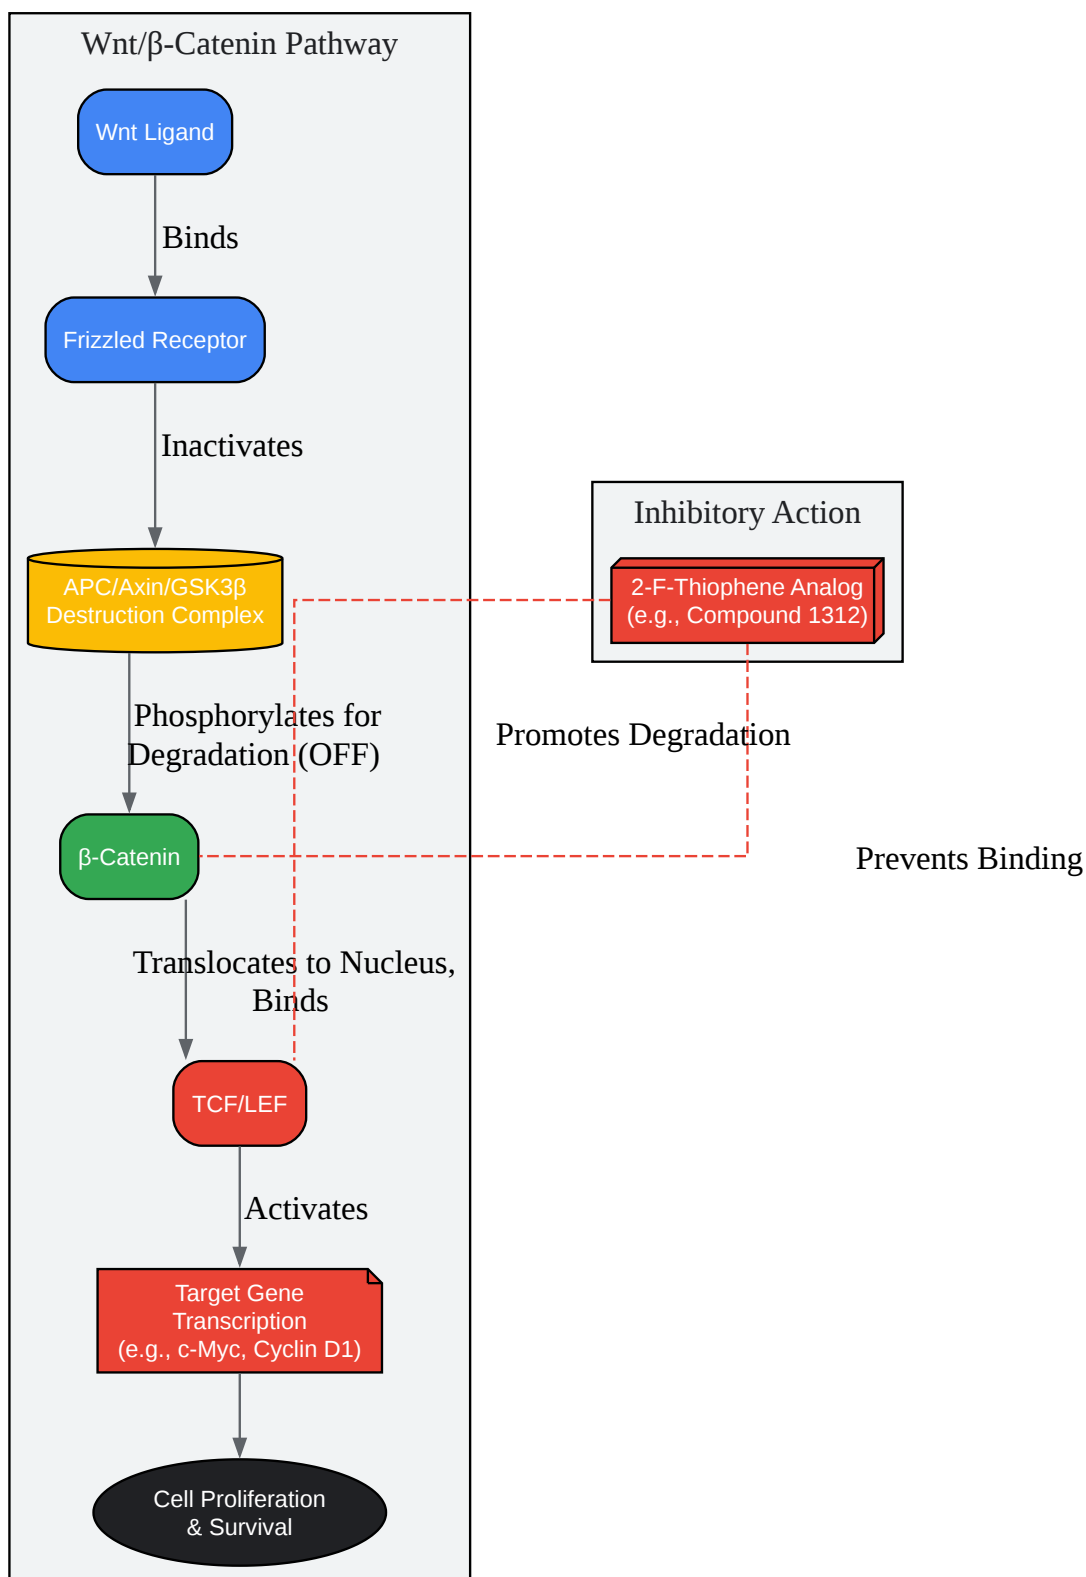 Wnt/β-Catenin Pathway
Wnt Ligand
Binds
Frizzled Receptor
Inactivates
APC/Axin/GSK3β
Destruction Complex
Phosphorylates for
Degradation (OFF)
β-Catenin
Translocates to Nucleus,
Binds
TCF/LEF
Activates
Target Gene
Transcription
(e.g., c-Myc, Cyclin D1)
Cell Proliferation
& Survival
Inhibitory Action
2-F-Thiophene Analog
(e.g., Compound 1312)
Promotes Degradation
Prevents Binding